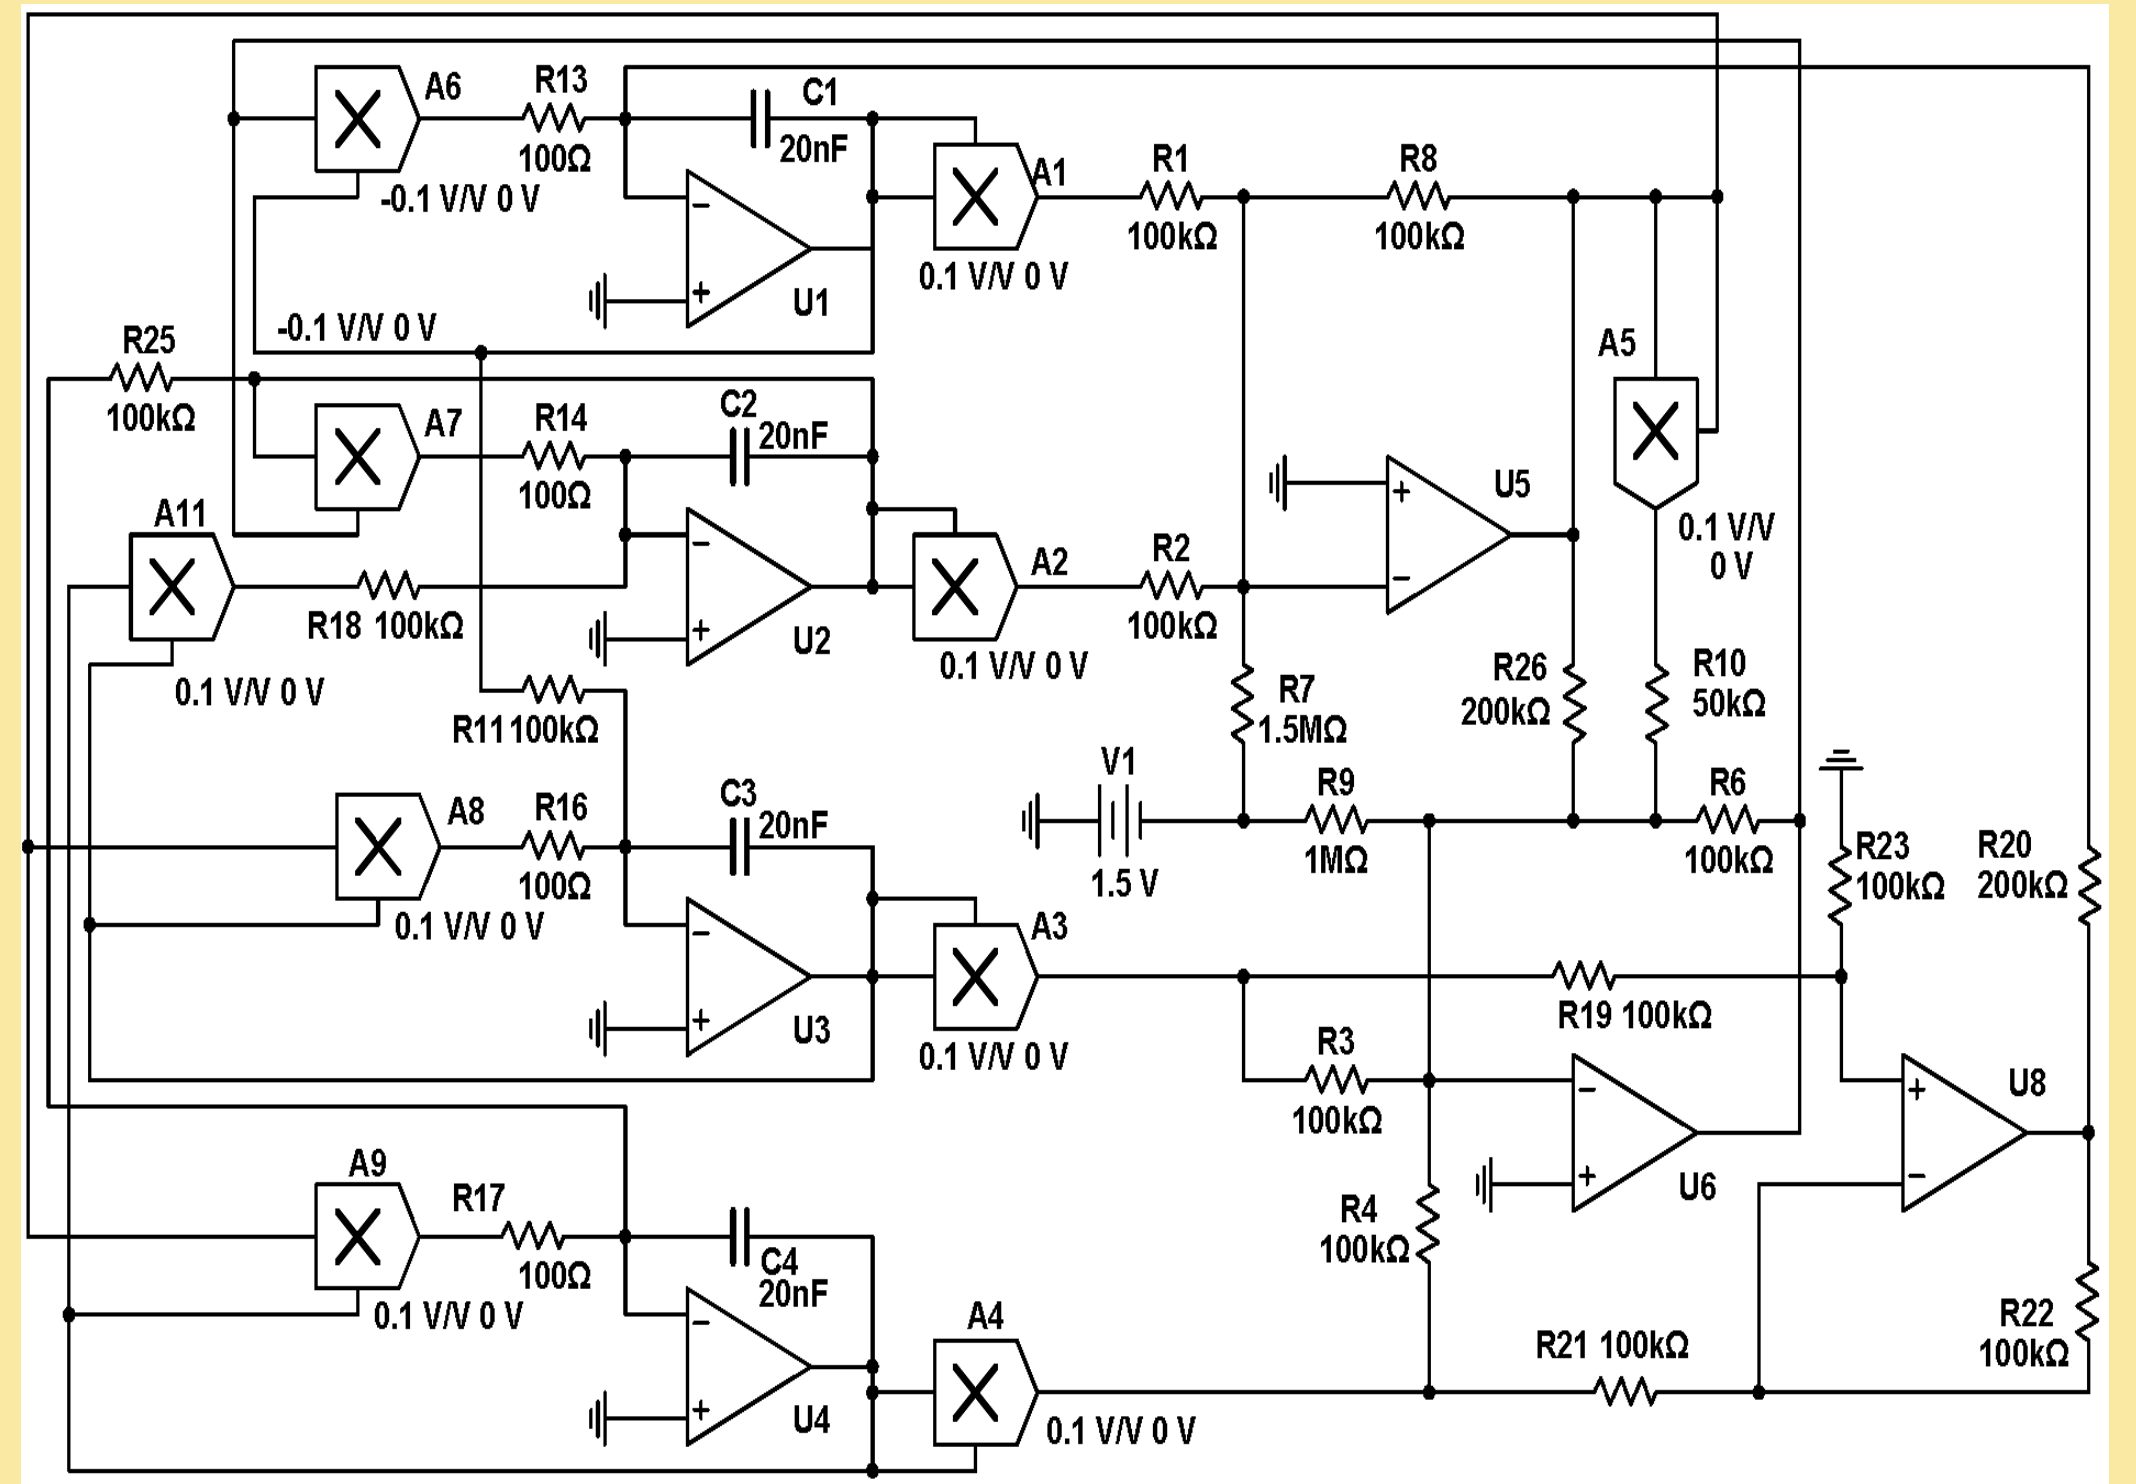 A6
R13
100Ω
-0.1 V/V 0 V
C1
20nF
−
+
U1
A1
0.1 V/V 0 V
R1
100kΩ
R8
100kΩ
-0.1 V/V 0 V
R25
100kΩ
A7
R14
100Ω
C2
20nF
−
+
U2
A11
R18 100kΩ
0.1 V/V 0 V
A2
0.1 V/V 0 V
R2
100kΩ
+
−
U5
A5
0.1 V/V
0 V
R11 100kΩ
R7
1.5MΩ
R26
200kΩ
R10
50kΩ
V1
1.5 V
R9
1MΩ
R6
100kΩ
A8
R16
100Ω
0.1 V/V 0 V
C3
20nF
−
+
U3
A3
0.1 V/V 0 V
R23
100kΩ
R20
200kΩ
R19 100kΩ
R3
100kΩ
−
+
U6
+
−
U8
A9
R17
100Ω
0.1 V/V 0 V
C4
20nF
−
+
U4
A4
0.1 V/V 0 V
R4
100kΩ
R21 100kΩ
R22
100kΩ